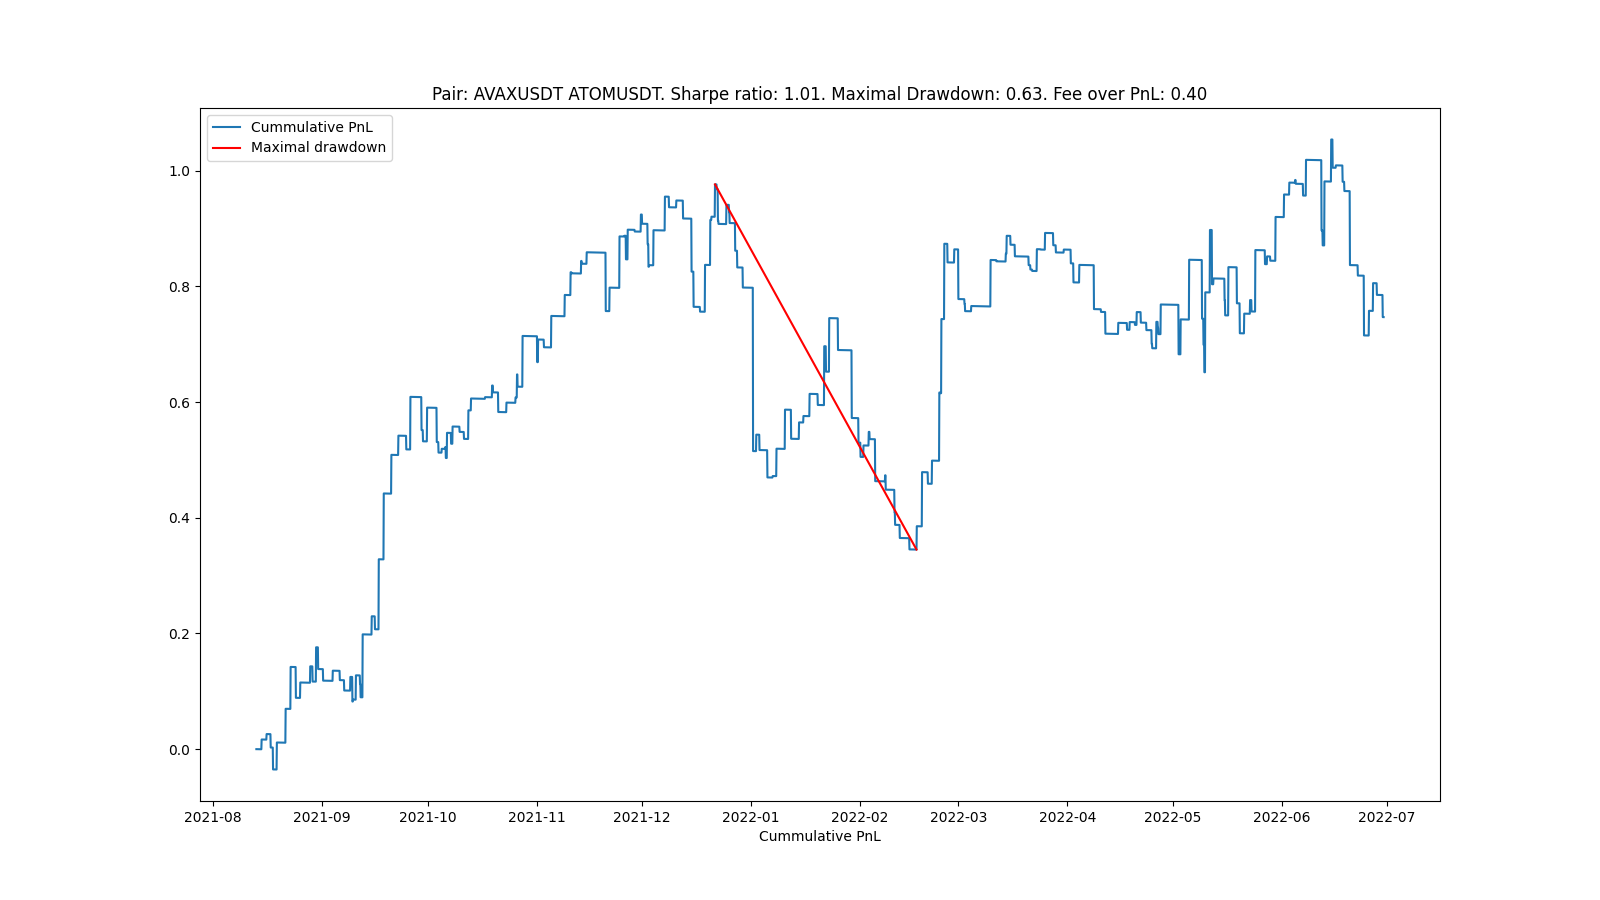 Pair: AVAXUSDT ATOMUSDT. Sharpe ratio: 1.01. Maximal Drawdown: 0.63. Fee over PnL: 0.40
Cummulative PnL
Maximal drawdown
1.0
0.8
0.6
0.4
0.2
0.0
2021-08 2021-09 2021-10 2021-11 2021-12 2022-01 2022-02 2022-03 2022-04 2022-05 2022-06 2022-07
Cummulative PnL